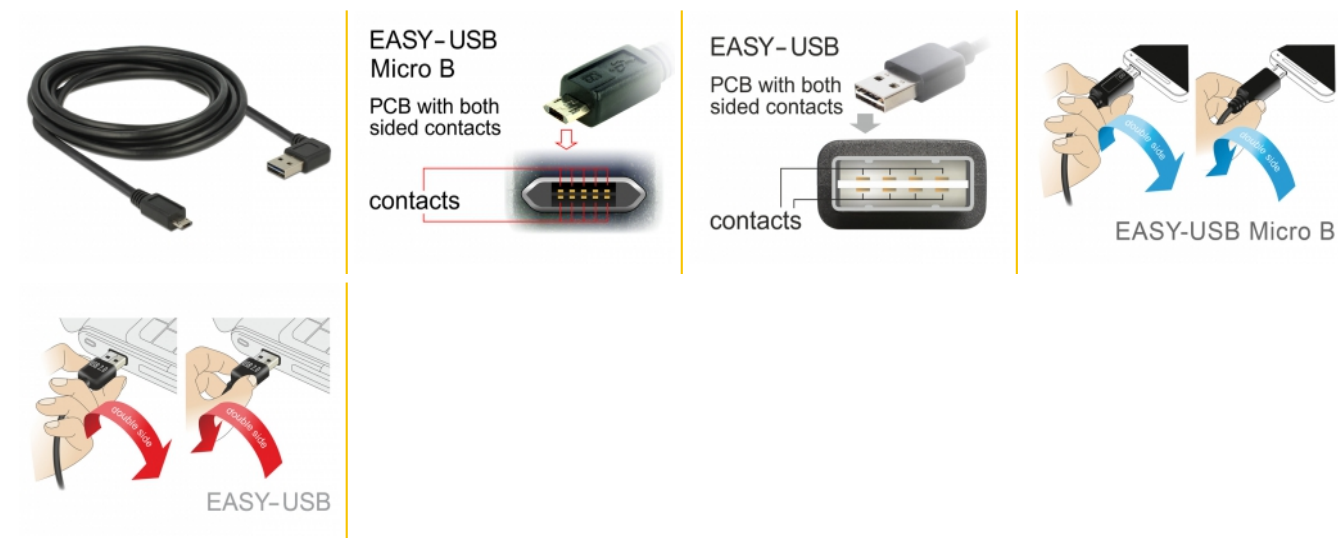 EASY-USB
Micro B
PCB with both
sided contacts
contacts
EASY-USB
PCB with both
sided contacts
contacts
double side
double side
EASY-USB Micro B
double side
double side
EASY-USB